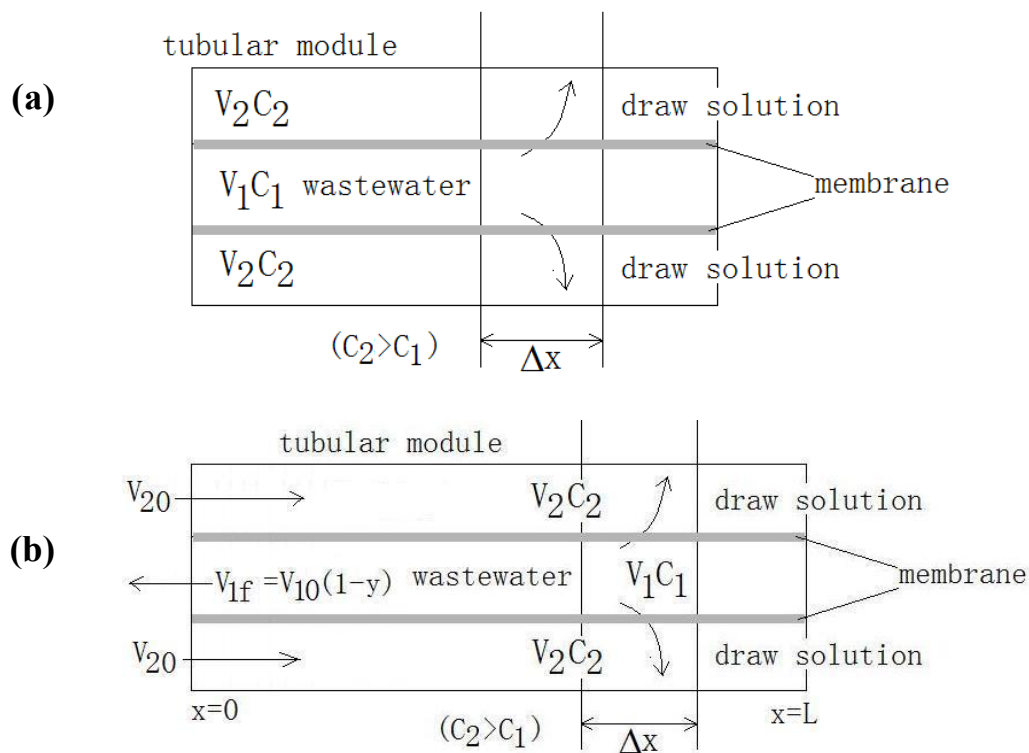 tubular module
(a)
V₂C₂
draw solution
V₁C₁ wastewater
membrane
V₂C₂
draw solution
(C₂>C₁)
Δx
tubular module
V₂₀
V₂C₂
draw solution
(b)
V₁f =V₁₀(1-y)
wastewater
V₁C₁
membrane
V₂₀
V₂C₂
draw solution
x=0
(C₂>C₁)
Δx
x=L